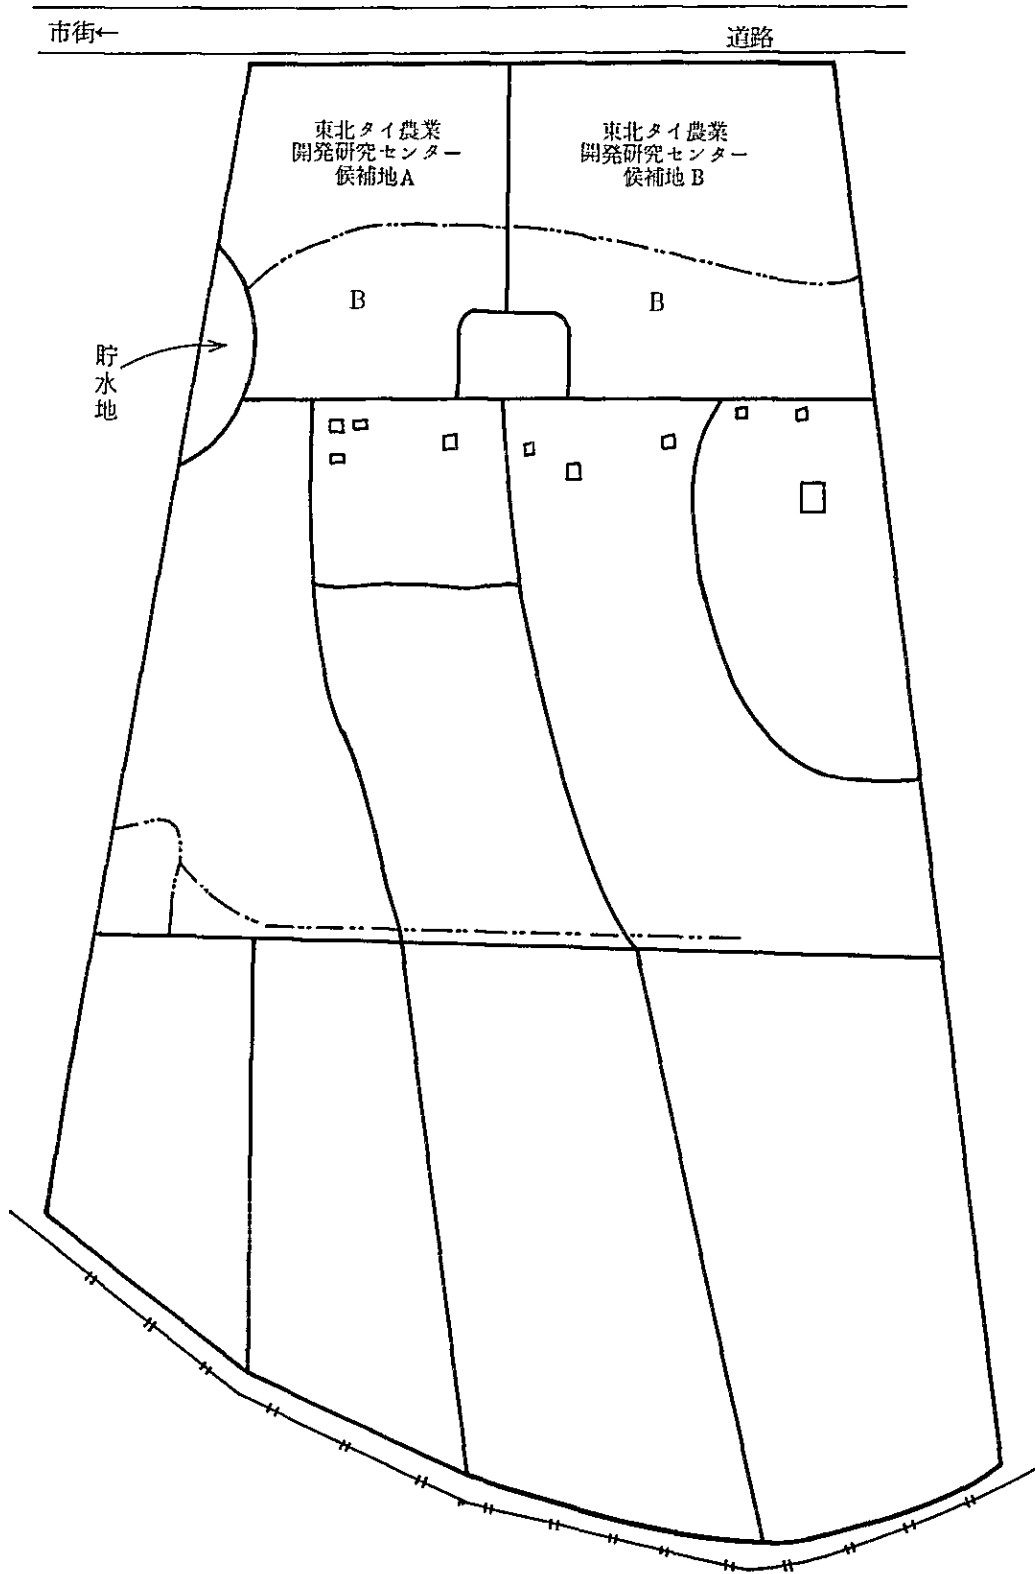 市街←
道路
東北タイ農業
開発研究センター
候補地A
東北タイ農業
開発研究センター
候補地B
B
B
貯水地